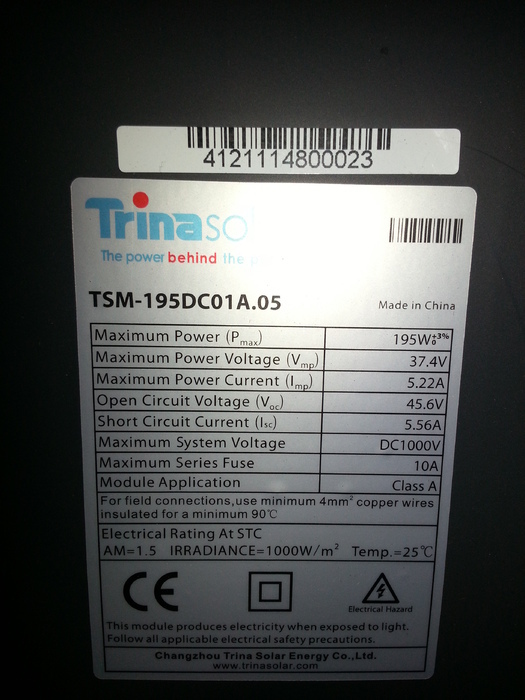 4121114800023
Trinaso
The power behind the
TSM-195DC01A.05
Made in China
Maximum Power (Pmax) 195W±3% 0
Maximum Power Voltage (Vmp) 37.4V
Maximum Power Current (Imp) 5.22A
Open Circuit Voltage (Voc) 45.6V
Short Circuit Current (Isc) 5.56A
Maximum System Voltage DC1000V
Maximum Series Fuse 10A
Module Application Class A
For field connections,use minimum 4mm² copper wires
insulated for a minimum 90℃
Electrical Rating At STC
AM=1.5 IRRADIANCE=1000W/m² Temp.=25℃
CE
Electrical Hazard
This module produces electricity when exposed to light.
Follow all applicable electrical safety precautions.
Changzhou Trina Solar Energy Co.,Ltd.
www.trinasolar.com